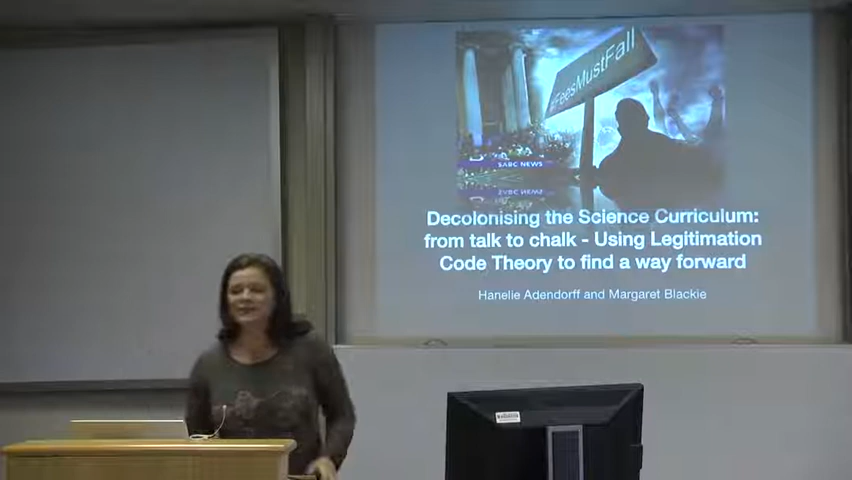 #FeesMustFall
SABC NEWS
Decolonising the Science Curriculum:
from talk to chalk - Using Legitimation
Code Theory to find a way forward
Hanelie Adendorff and Margaret Blackie